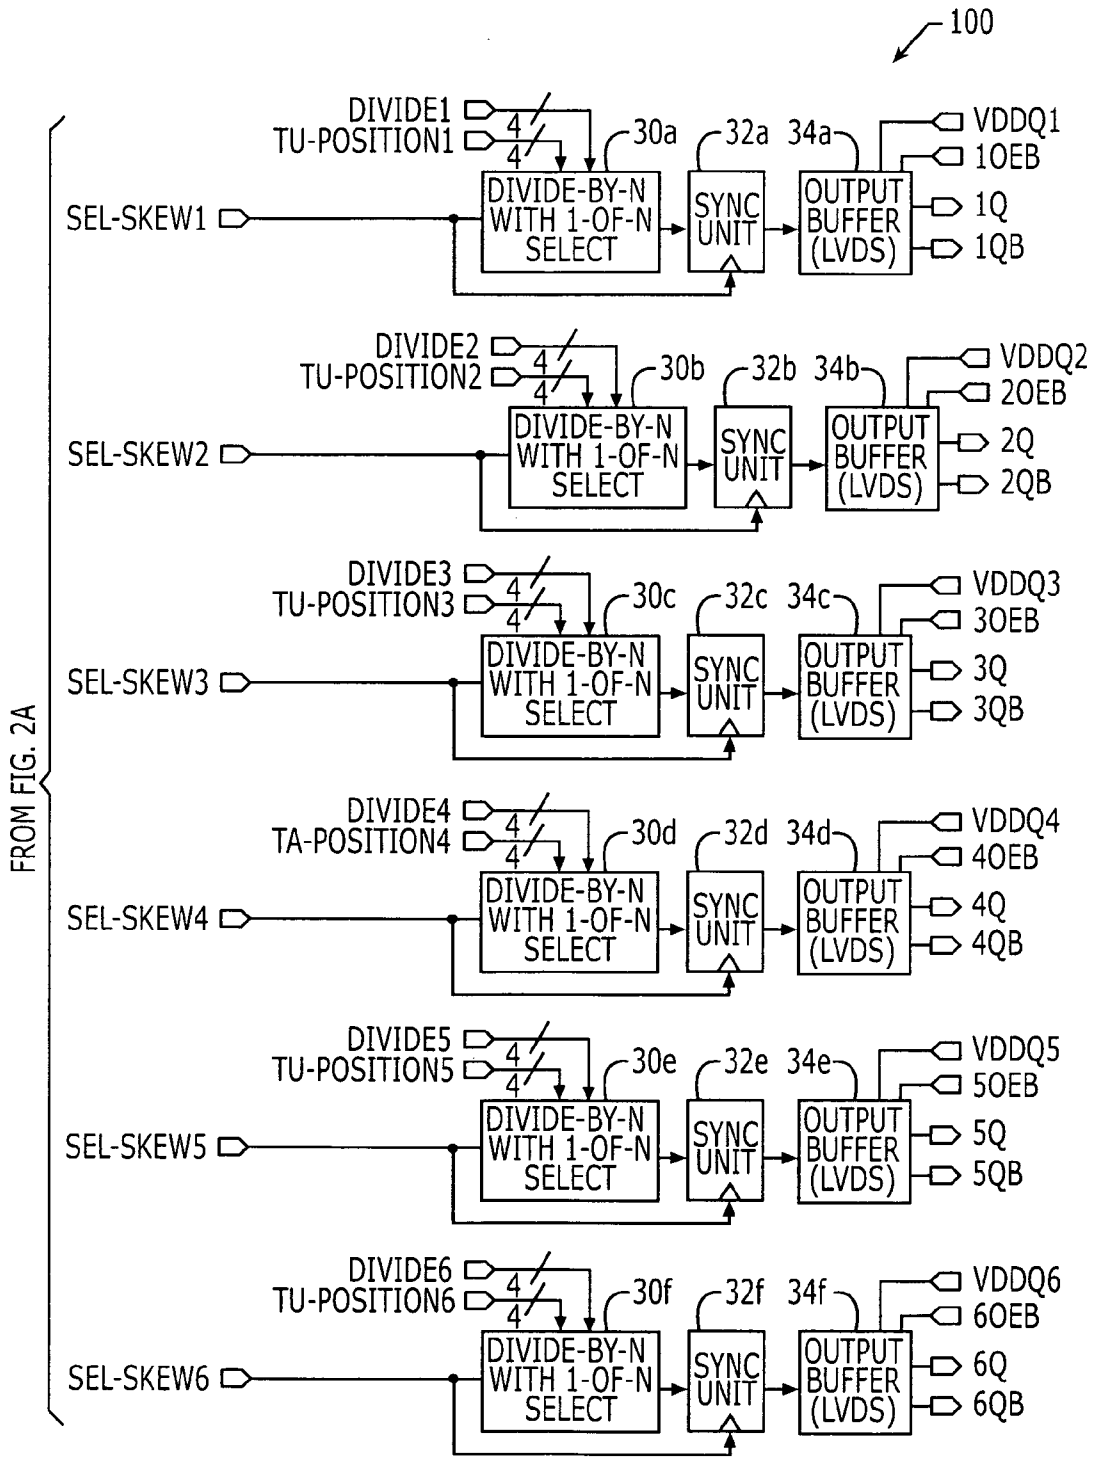 100
FROM FIG. 2A
DIVIDE1
4
TU-POSITION1
4
30a
32a
34a
VDDQ1
1OEB
SEL-SKEW1
DIVIDE-BY-N
WITH 1-OF-N
SELECT
SYNC
UNIT
OUTPUT
BUFFER
(LVDS)
1Q
1QB
DIVIDE2
4
TU-POSITION2
4
30b
32b
34b
VDDQ2
2OEB
SEL-SKEW2
DIVIDE-BY-N
WITH 1-OF-N
SELECT
SYNC
UNIT
OUTPUT
BUFFER
(LVDS)
2Q
2QB
DIVIDE3
4
TU-POSITION3
4
30c
32c
34c
VDDQ3
3OEB
SEL-SKEW3
DIVIDE-BY-N
WITH 1-OF-N
SELECT
SYNC
UNIT
OUTPUT
BUFFER
(LVDS)
3Q
3QB
DIVIDE4
4
TA-POSITION4
4
30d
32d
34d
VDDQ4
4OEB
SEL-SKEW4
DIVIDE-BY-N
WITH 1-OF-N
SELECT
SYNC
UNIT
OUTPUT
BUFFER
(LVDS)
4Q
4QB
DIVIDE5
4
TU-POSITION5
4
30e
32e
34e
VDDQ5
5OEB
SEL-SKEW5
DIVIDE-BY-N
WITH 1-OF-N
SELECT
SYNC
UNIT
OUTPUT
BUFFER
(LVDS)
5Q
5QB
DIVIDE6
4
TU-POSITION6
4
30f
32f
34f
VDDQ6
6OEB
SEL-SKEW6
DIVIDE-BY-N
WITH 1-OF-N
SELECT
SYNC
UNIT
OUTPUT
BUFFER
(LVDS)
6Q
6QB